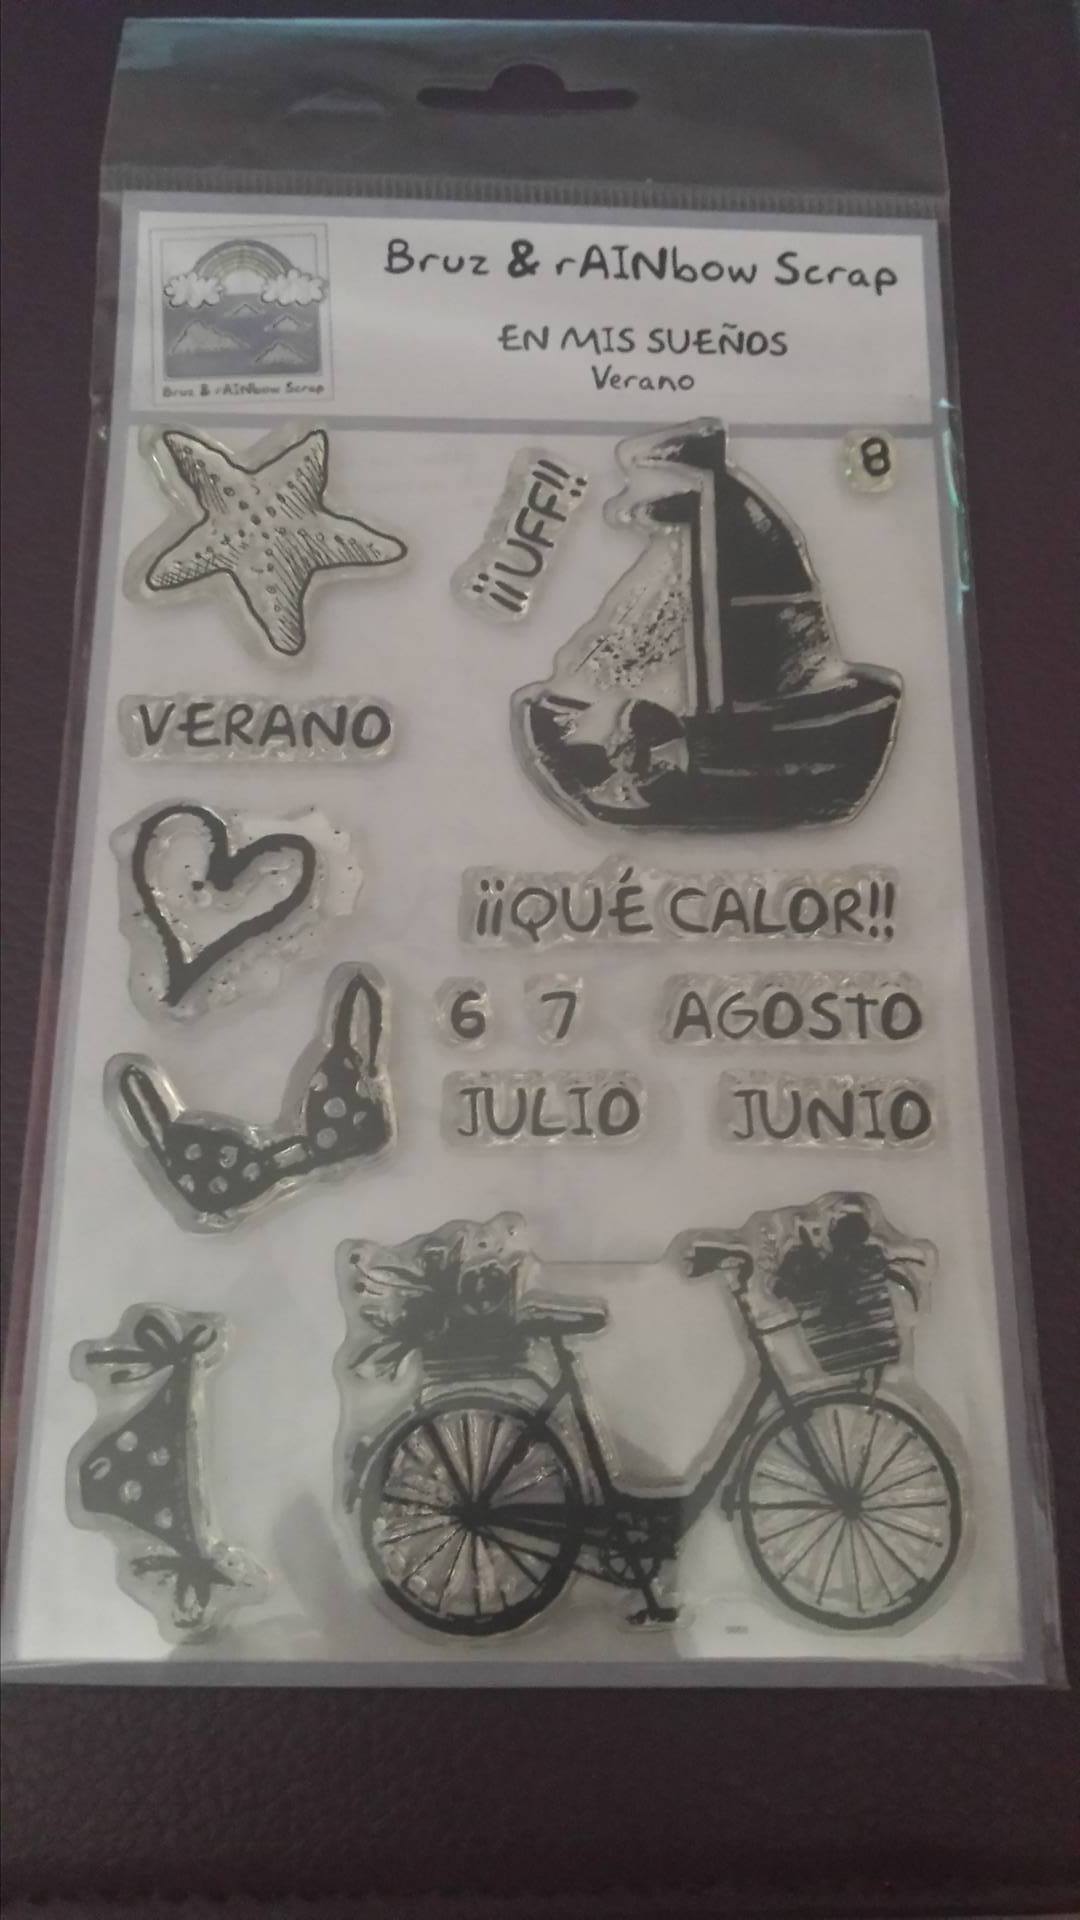 Bruz & rAINbow Scrap
EN MIS SUEÑOS
Verano
Bruz & rAINbow Scrap
¡¡UFF!!
8
VERANO
¡¡QUÉ CALOR!!
6 7 AGOSTO
JULIO JUNIO